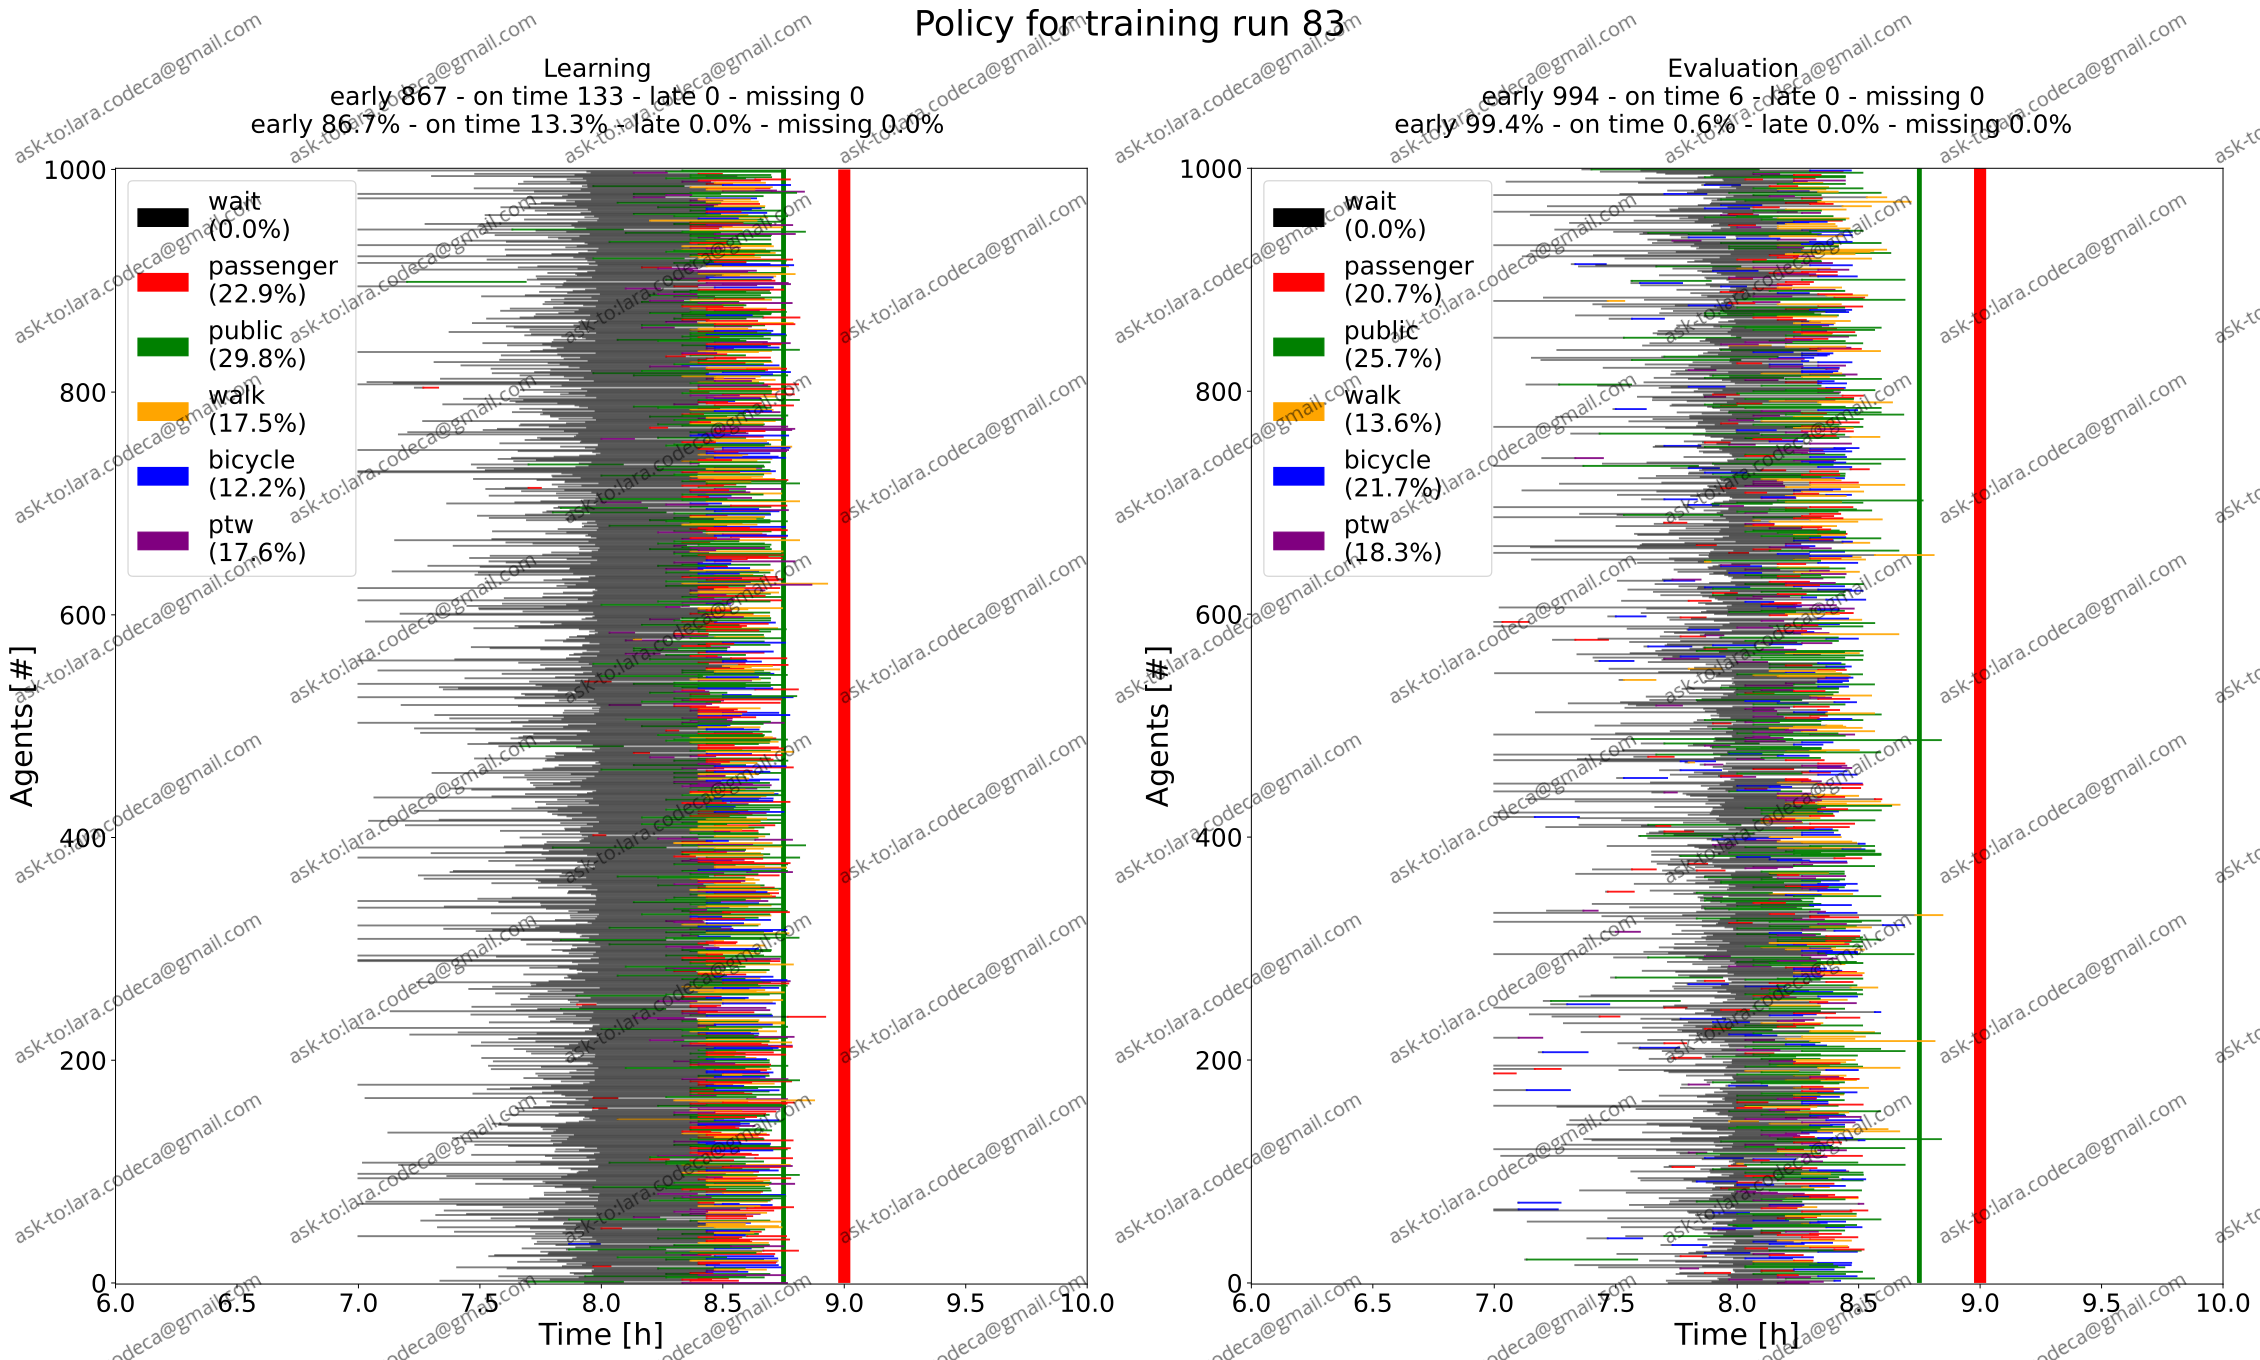 Policy for training run 83
Learning
early 867 - on time 133 - late 0 - missing 0
early 86.7% - on time 13.3% - late 0.0% - missing 0.0%
1000
800
600
400
200
0
Agents [#]
wait
(0.0%)
passenger
(22.9%)
public
(29.8%)
walk
(17.5%)
bicycle
(12.2%)
ptw
(17.6%)
6.0 6.5 7.0 7.5 8.0 8.5 9.0 9.5 10.0
Time [h]
Evaluation
early 994 - on time 6 - late 0 - missing 0
early 99.4% - on time 0.6% - late 0.0% - missing 0.0%
1000
800
600
400
200
0
Agents [#]
wait
(0.0%)
passenger
(20.7%)
public
(25.7%)
walk
(13.6%)
bicycle
(21.7%)
ptw
(18.3%)
6.0 6.5 7.0 7.5 8.0 8.5 9.0 9.5 10.0
Time [h]
ask-to:lara.codeca@gmail.com